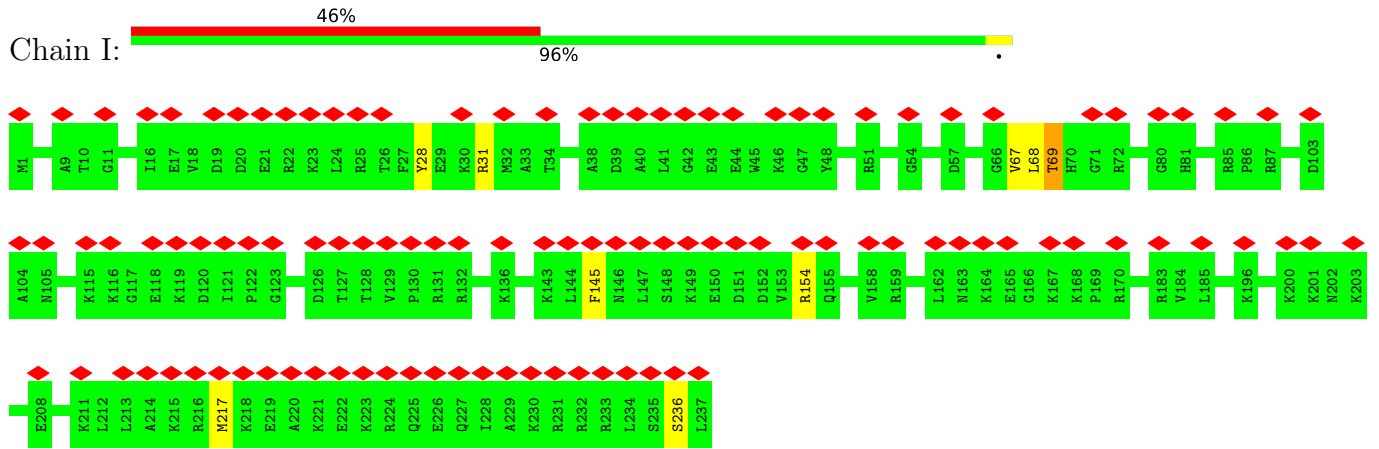 46%
Chain I:
96%
.
M1 A9 T10 G11 I16 E17 V18 D19 D20 E21 R22 K23 L24 R25 T26 F27 Y28 E29 K30 R31 M32 A33 T34 A38 D39 A40 L41 G42 E43 E44 W45 K46 G47 Y48 R51 G54 D57 G66 V67 L68 T69 H70 G71 R72 G80 H81 R85 P86 R87 D103
A104 N105 K115 K116 G117 E118 K119 D120 I121 P122 G123 D126 T127 T128 V129 P130 R131 R132 K136 K143 L144 F145 N146 L147 S148 K149 E150 D151 D152 V153 R154 Q155 V158 R159 L162 N163 K164 E165 G166 K167 K168 P169 R170 R183 V184 L185 K196 K200 K201 N202 K203
E208 K211 L212 L213 A214 K215 R216 M217 K218 E219 A220 K221 E222 K223 R224 Q225 E226 Q227 I228 A229 K230 R231 R232 R233 L234 S235 S236 L237